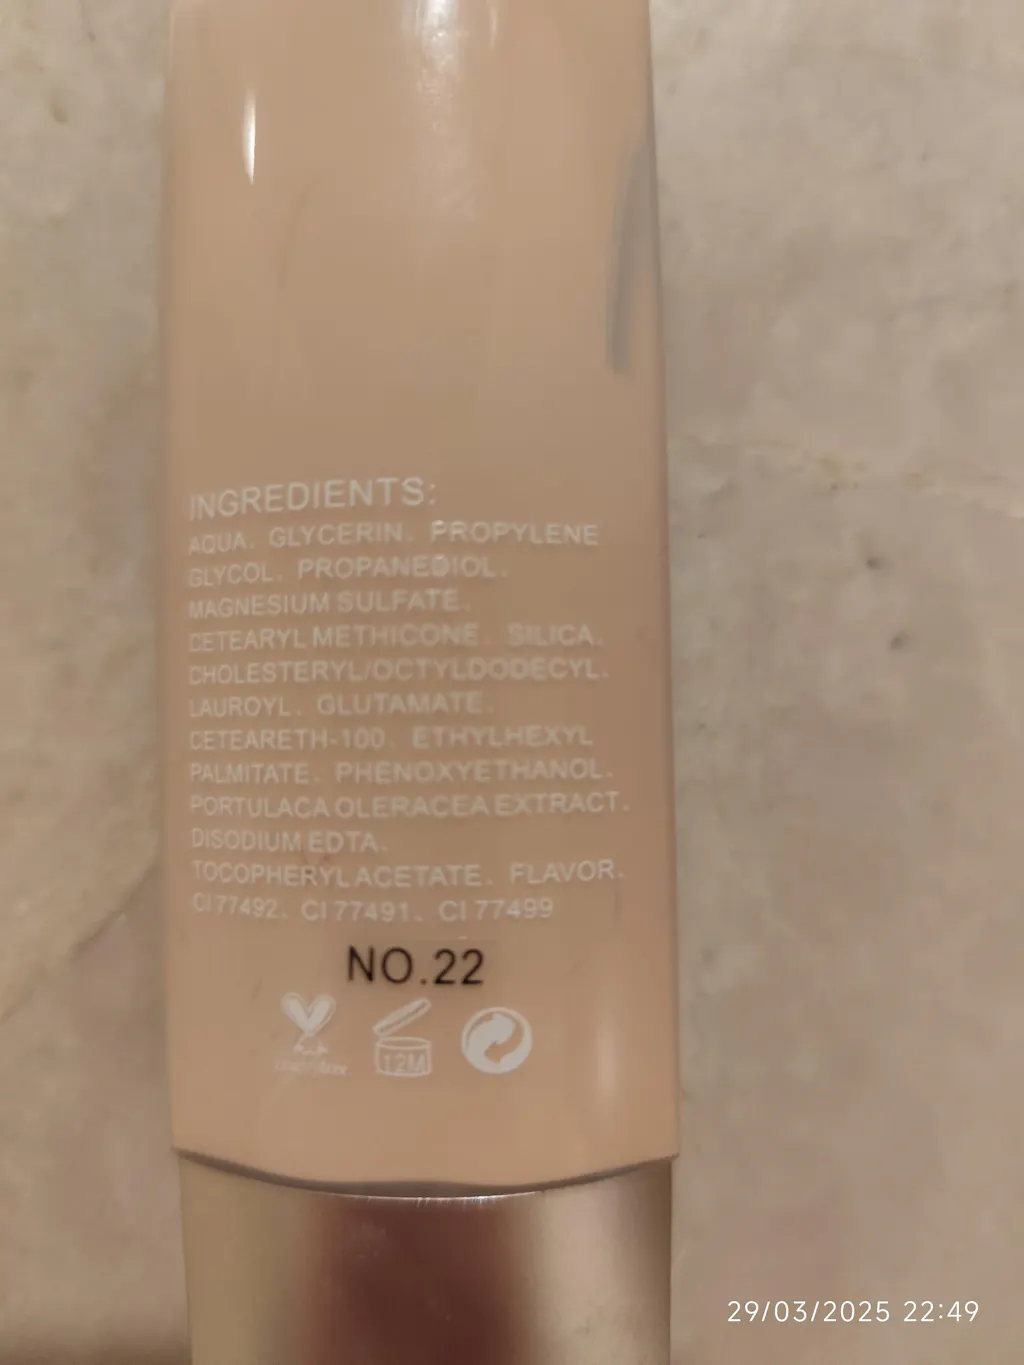 INGREDIENTS:
AQUA. GLYCERIN. PROPYLENE
GLYCOL. PROPANEDIOL.
MAGNESIUM SULFATE.
CETEARYL METHICONE. SILICA.
CHOLESTERYL/OCTYLDODECYL.
LAUROYL. GLUTAMATE.
CETEARETH-100. ETHYLHEXYL
PALMITATE. PHENOXYETHANOL.
PORTULACA OLERACEA EXTRACT.
DISODIUM EDTA.
TOCOPHERYL ACETATE. FLAVOR.
CI 77492. CI 77491. CI 77499
NO.22
12M
29/03/2025 22:49